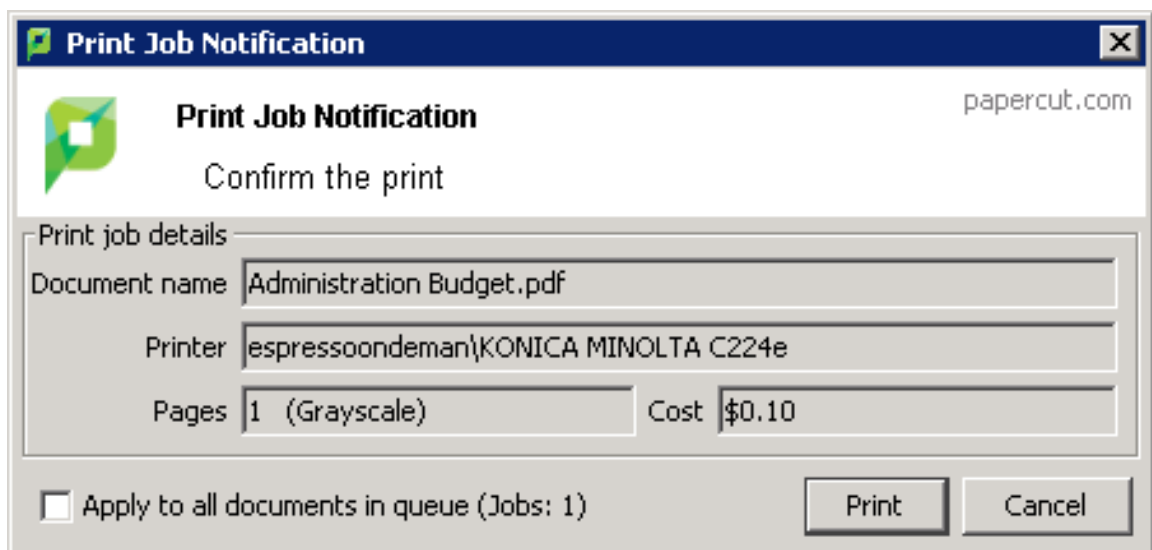 Print Job Notification
papercut.com
Print Job Notification
Confirm the print
Print job details
Document name Administration Budget.pdf
Printer espressoondeman\KONICA MINOLTA C224e
Pages 1 (Grayscale) Cost $0.10
Apply to all documents in queue (Jobs: 1) Print Cancel